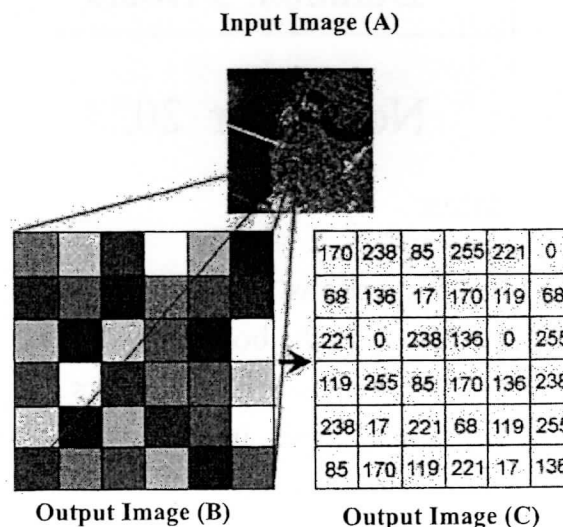 Input Image (A)
170 238 85 255 221 0
68 136 17 170 119 68
221 0 238 136 0 255
119 255 85 170 136 238
238 17 221 68 119 255
85 170 119 221 17 136
Output Image (B)
Output Image (C)